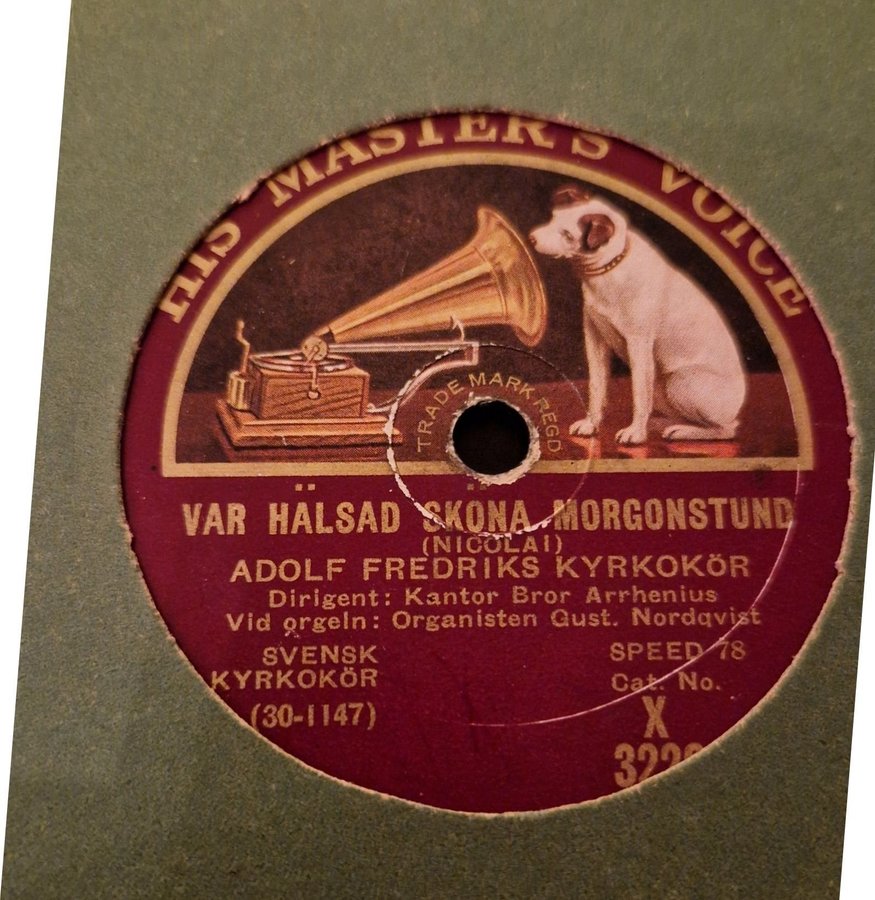 HIS MASTER'S VOICE
TRADE MARK REGD
VAR HÄLSAD SKÖNA MORGONSTUND
(NICOLAI)
ADOLF FREDRIKS KYRKOKÖR
Dirigent: Kantor Bror Arrhenius
Vid orgeln: Organisten Gust. Nordqvist
SVENSK
KYRKOKÖR
(30-1147)
SPEED 78
Cat. No.
X